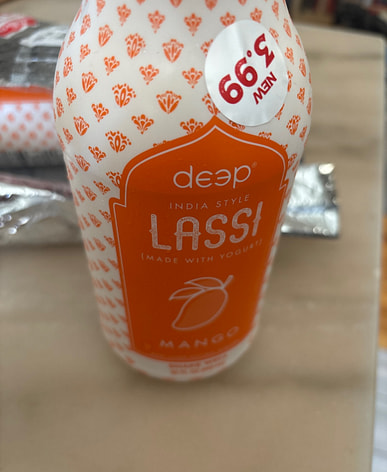 NEW
3.99
deep®
INDIA STYLE
LASSI
(MADE WITH YOGURT)
MANGO